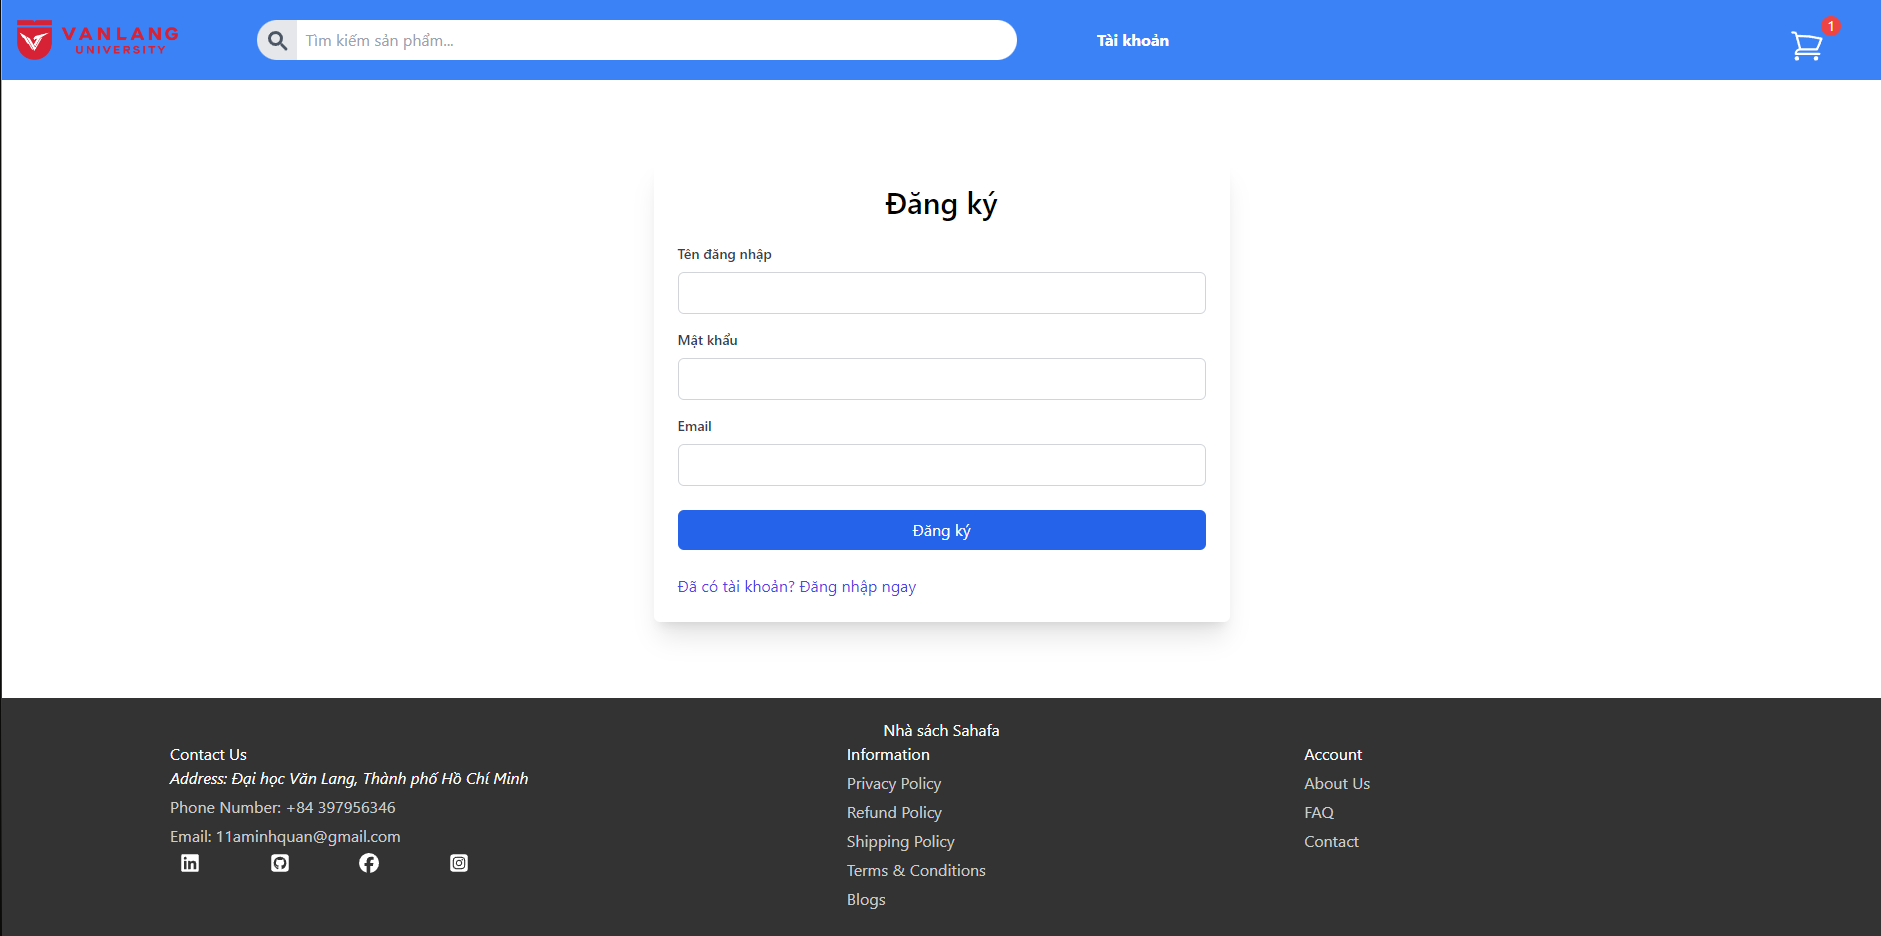 VANLANG
UNIVERSITY
Tìm kiếm sản phẩm...
Tài khoản
1
Đăng ký
Tên đăng nhập
Mật khẩu
Email
Đăng ký
Đã có tài khoản? Đăng nhập ngay
Nhà sách Sahafa
Contact Us
Address: Đại học Văn Lang, Thành phố Hồ Chí Minh
Phone Number: +84 397956346
Email: 11aminhquan@gmail.com
in
Information
Privacy Policy
Refund Policy
Shipping Policy
Terms & Conditions
Blogs
Account
About Us
FAQ
Contact